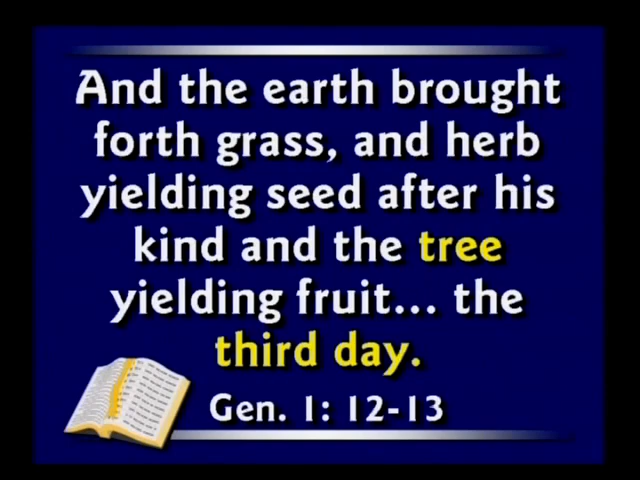 And the earth brought
forth grass, and herb
yielding seed after his
kind and the tree
yielding fruit... the
third day.
Gen. 1: 12-13